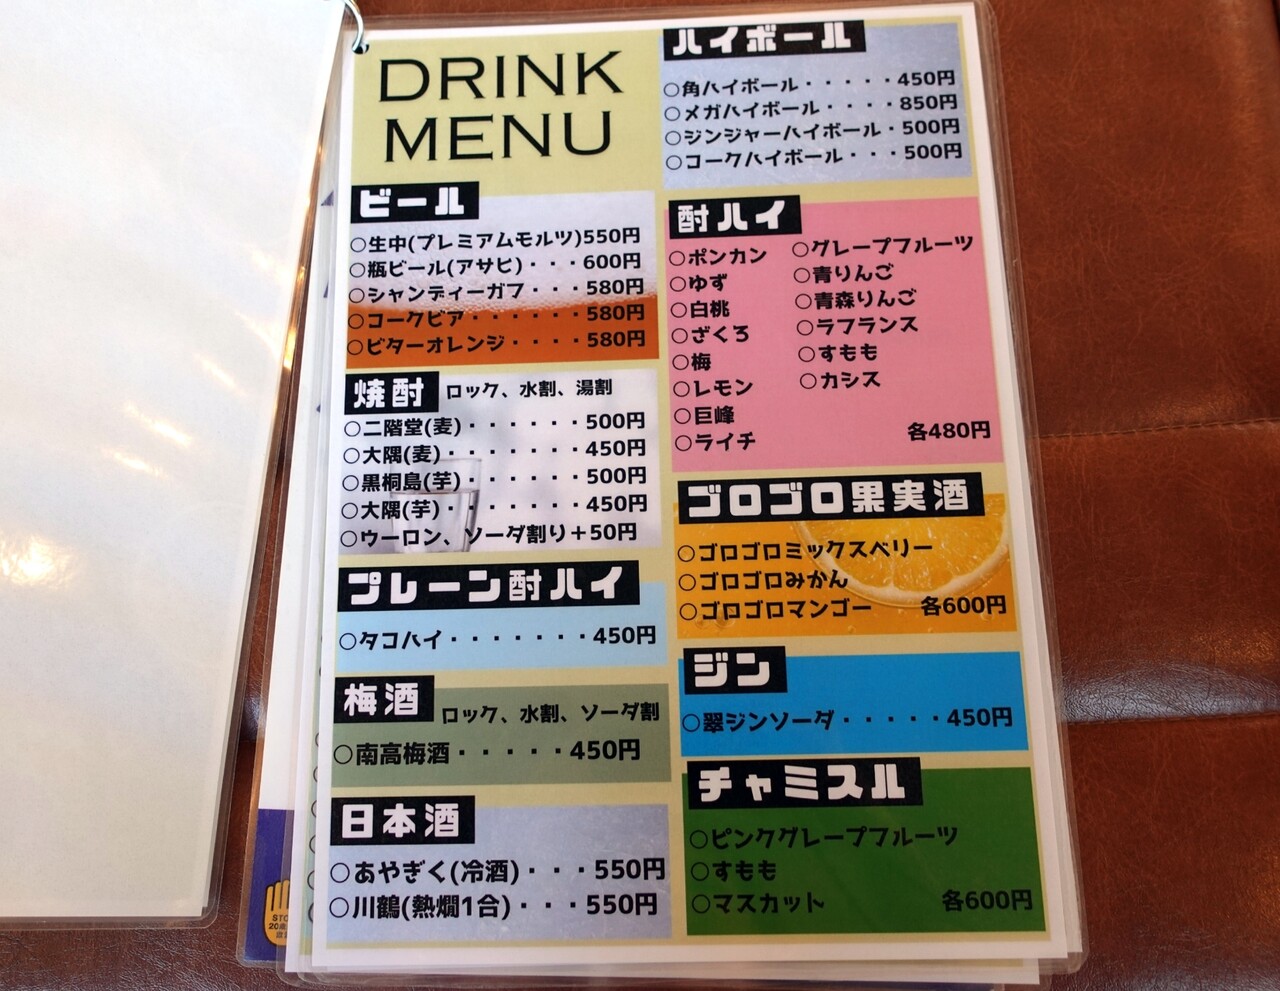 DRINK
MENU
ビール
○生中(プレミアムモルツ)550円
○瓶ビール(アサヒ)・・・600円
○シャンディーガフ・・・580円
○コークビア・・・・・・580円
○ビターオレンジ・・・・580円
焼酎 ロック、水割、湯割
○二階堂(麦)・・・・・・500円
○大隅(麦)・・・・・・・450円
○黒桐島(芋)・・・・・・500円
○大隅(芋)・・・・・・・450円
○ウーロン、ソーダ割り＋50円
プレーン酎ハイ
○タコハイ・・・・・・・450円
梅酒 ロック、水割、ソーダ割
○南高梅酒・・・・・450円
日本酒
○あやぎく(冷酒)・・・550円
○川鶴(熱燗1合)・・・550円
ハイボール
○角ハイボール・・・・・450円
○メガハイボール・・・・850円
○ジンジャーハイボール・500円
○コークハイボール・・・500円
酎ハイ
○ポンカン
○ゆず
○白桃
○ざくろ
○梅
○レモン
○巨峰
○ライチ
○グレープフルーツ
○青りんご
○青森りんご
○ラフランス
○すもも
○カシス
各480円
ゴロゴロ果実酒
○ゴロゴロミックスベリー
○ゴロゴロみかん
○ゴロゴロマンゴー 各600円
ジン
○翠ジンソーダ・・・・・450円
チャミスル
○ピンクグレープフルーツ
○すもも
○マスカット 各600円